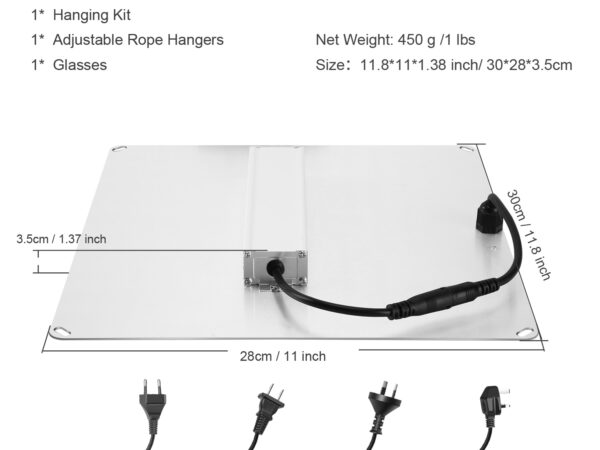 1* Hanging Kit
1* Adjustable Rope Hangers
1* Glasses
Net Weight: 450 g /1 lbs
Size: 11.8*11*1.38 inch/ 30*28*3.5cm
3.5cm / 1.37 inch
30cm / 11.8 inch
28cm / 11 inch